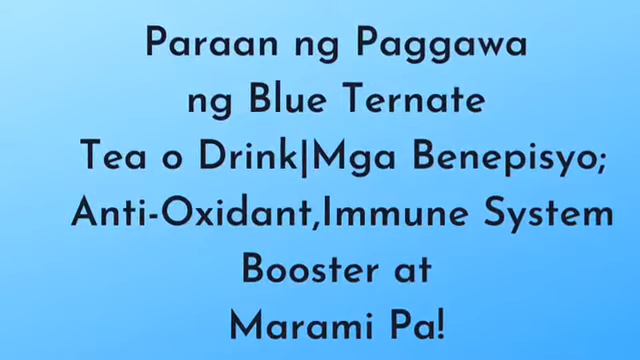 Paraan ng Paggawa
ng Blue Ternate
Tea o Drink|Mga Benepisyo;
Anti-Oxidant,Immune System
Booster at
Marami Pa!